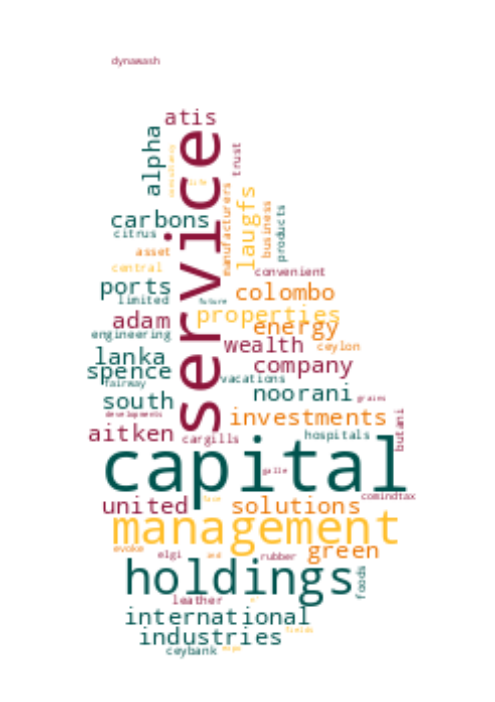 dynawash
atis
service
alpha
trust
manufacturers
laugfs
business
products
carbons
citrus
asset
central
convenient
ports
limited
future
colombo
properties
adam
energy
engineering
wealth
ceylon
lanka
spence
company
fairway
vacations
south
noorani
grains
developments
investments
aitken
cargills
hospitals
butani
capital
galle
comindtax
united
solutions
management
evoke
elgi
and
rubber
green
holdings
foods
leather
international
industries
ceybank